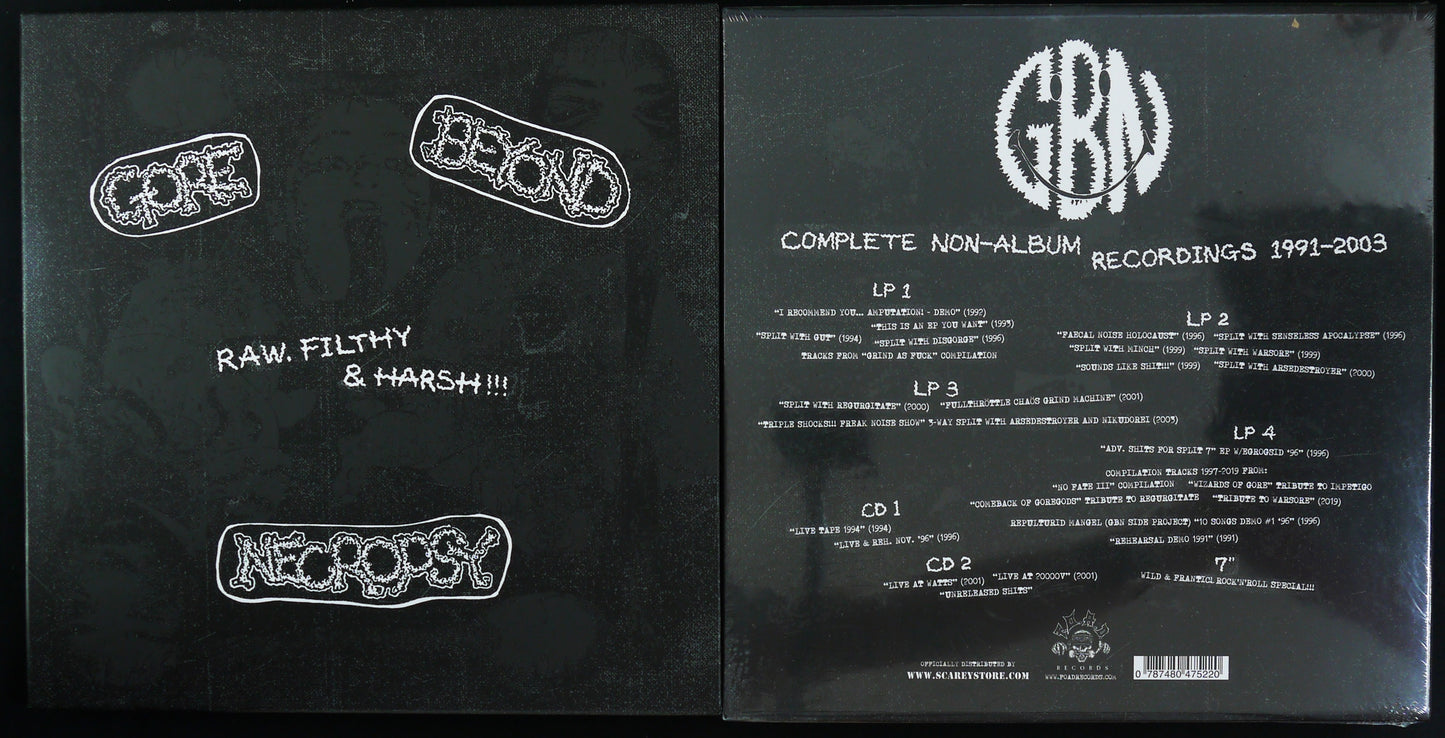 GORE
BEYOND
RAW. FILTHY
& HARSH!!!
NECROPSY
GBN
COMPLETE NON-ALBUM RECORDINGS 1991-2003
LP 1
"I RECOMMEND YOU... AMPUTATION! - DEMO" (1992)
"THIS IS AN EP YOU WANT" (1993)
"SPLIT WITH GUT" (1994) "SPLIT WITH DISGORGE" (1996)
TRACKS FROM "GRIND AS FUCK" COMPILATION
LP 2
"FAECAL NOISE HOLOCAUST" (1996) "SPLIT WITH SENSELESS APOCALYPSE" (1996)
"SPLIT WITH MINCH" (1999) "SPLIT WITH WARSORE" (1999)
"SOUNDS LIKE SHIT!!!" (1999) "SPLIT WITH ARSEDESTROYER" (2000)
LP 3
"SPLIT WITH REGURGITATE" (2000) "FULLTHRÖTTLE CHAÖS GRIND MACHINE" (2001)
"TRIPLE SHOCKS!!! FREAK NOISE SHOW" 3-WAY SPLIT WITH ARSEDESTROYER AND NIKUDOREI (2003)
LP 4
"ADV. SHITS FOR SPLIT 7" EP W/EGROGSID '96" (1996)
COMPILATION TRACKS 1997-2019 FROM:
"NO FATE III" COMPILATION "WIZARDS OF GORE" TRIBUTE TO IMPETIGO
"COMEBACK OF GOREGODS" TRIBUTE TO REGURGITATE "TRIBUTE TO WARSORE" (2019)
REPULTURID MANGEL (GBN SIDE PROJECT) "10 SONGS DEMO #1 '96" (1996)
"REHEARSAL DEMO 1991" (1991)
CD 1
"LIVE TAPE 1994" (1994)
"LIVE & REH. NOV. '96" (1996)
CD 2
"LIVE AT WATTS" (2001) "LIVE AT 20000V" (2001)
"UNRELEASED SHITS"
7"
WILD & FRANTIC! ROCK'N'ROLL SPECIAL!!!
OFFICIALLY DISTRIBUTED BY
WWW.SCAREYSTORE.COM
F.O.A.D
RECORDS
WWW.FOADRECORDS.COM
0 787480 475220